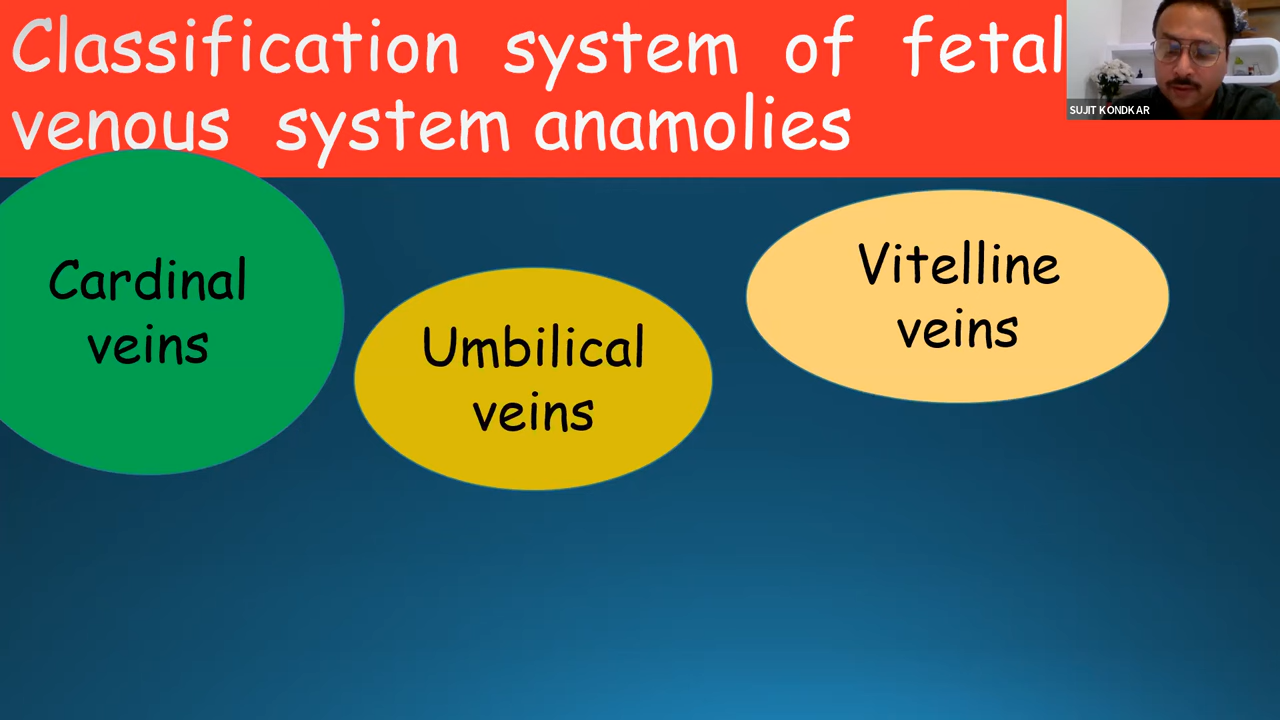 Classification system of fetal
venous system anamolies
SUJIT KONDKAR
Cardinal
veins
Umbilical
veins
Vitelline
veins